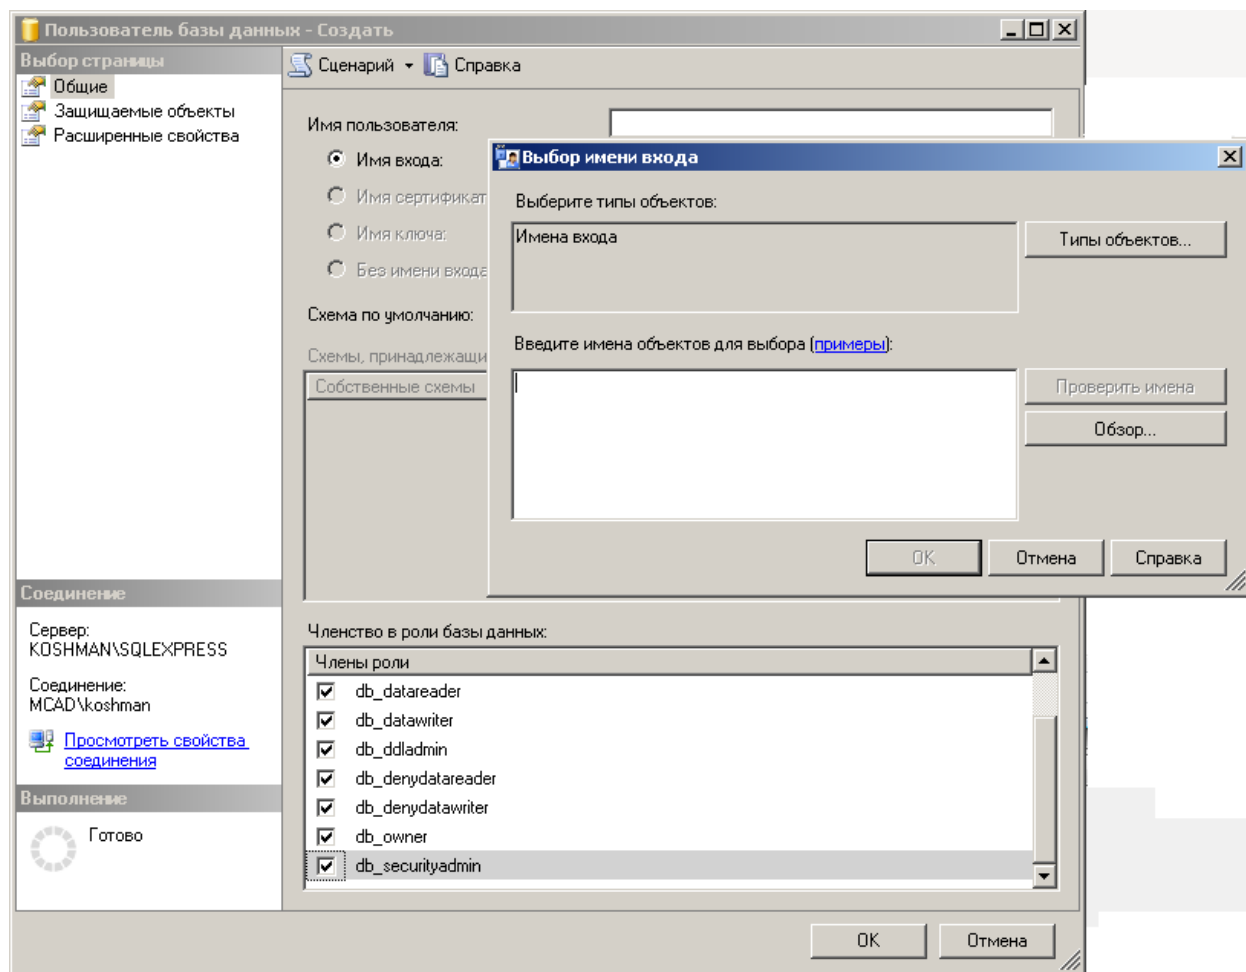 Пользователь базы данных - Создать
Выбор страницы
Общие
Защищаемые объекты
Расширенные свойства
Сценарий
Справка
Имя пользователя:
Имя входа:
Имя сертификат
Имя ключа:
Без имени входа
Схема по умолчанию:
Схемы, принадлежащи
Собственные схемы
Выбор имени входа
Выберите типы объектов:
Имена входа
Типы объектов...
Введите имена объектов для выбора (примеры):
Проверить имена
Обзор...
OK
Отмена
Справка
Соединение
Сервер:
KOSHMAN\SQLEXPRESS
Соединение:
MCAD\koshman
Просмотреть свойства
соединения
Выполнение
Готово
Членство в роли базы данных:
Члены роли
db_datareader
db_datawriter
db_ddladmin
db_denydatareader
db_denydatawriter
db_owner
db_securityadmin
OK
Отмена